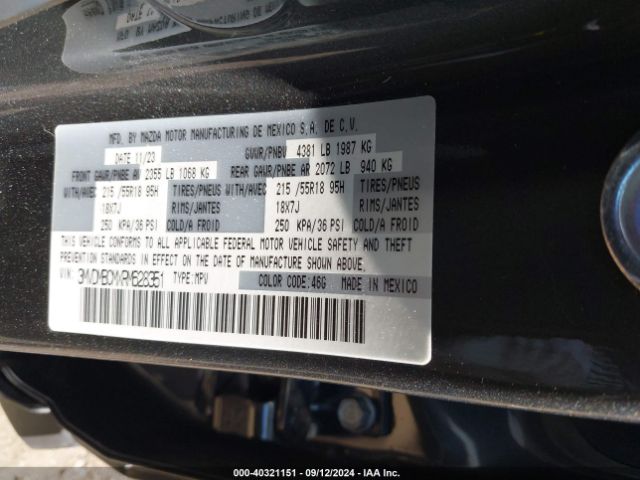 MFD. BY MAZDA MOTOR MANUFACTURING DE MEXICO S.A. DE C.V.
DATE 11/23 GVWR/PNBV 4381 LB 1987 KG
FRONT GAWR/PNBE AV 2355 LB 1068 KG REAR GAWR/PNBE AR 2072 LB 940 KG
WITH/AVEC 215/55R18 95H TIRES/PNEUS WITH/AVEC 215/55R18 95H TIRES/PNEUS
18X7J RIMS/JANTES 18X7J RIMS/JANTES
250 KPA/36 PSI COLD/A FROID 250 KPA/36 PSI COLD/A FROID
THIS VEHICLE CONFORMS TO ALL APPLICABLE FEDERAL MOTOR VEHICLE SAFETY AND THEFT
PREVENTION STANDARDS IN EFFECT ON THE DATE OF MANUFACTURE SHOWN ABOVE.
VIN: TYPE:MPV COLOR CODE:46G MADE IN MEXICO
000-40321151 - 09/12/2024 - IAA Inc.